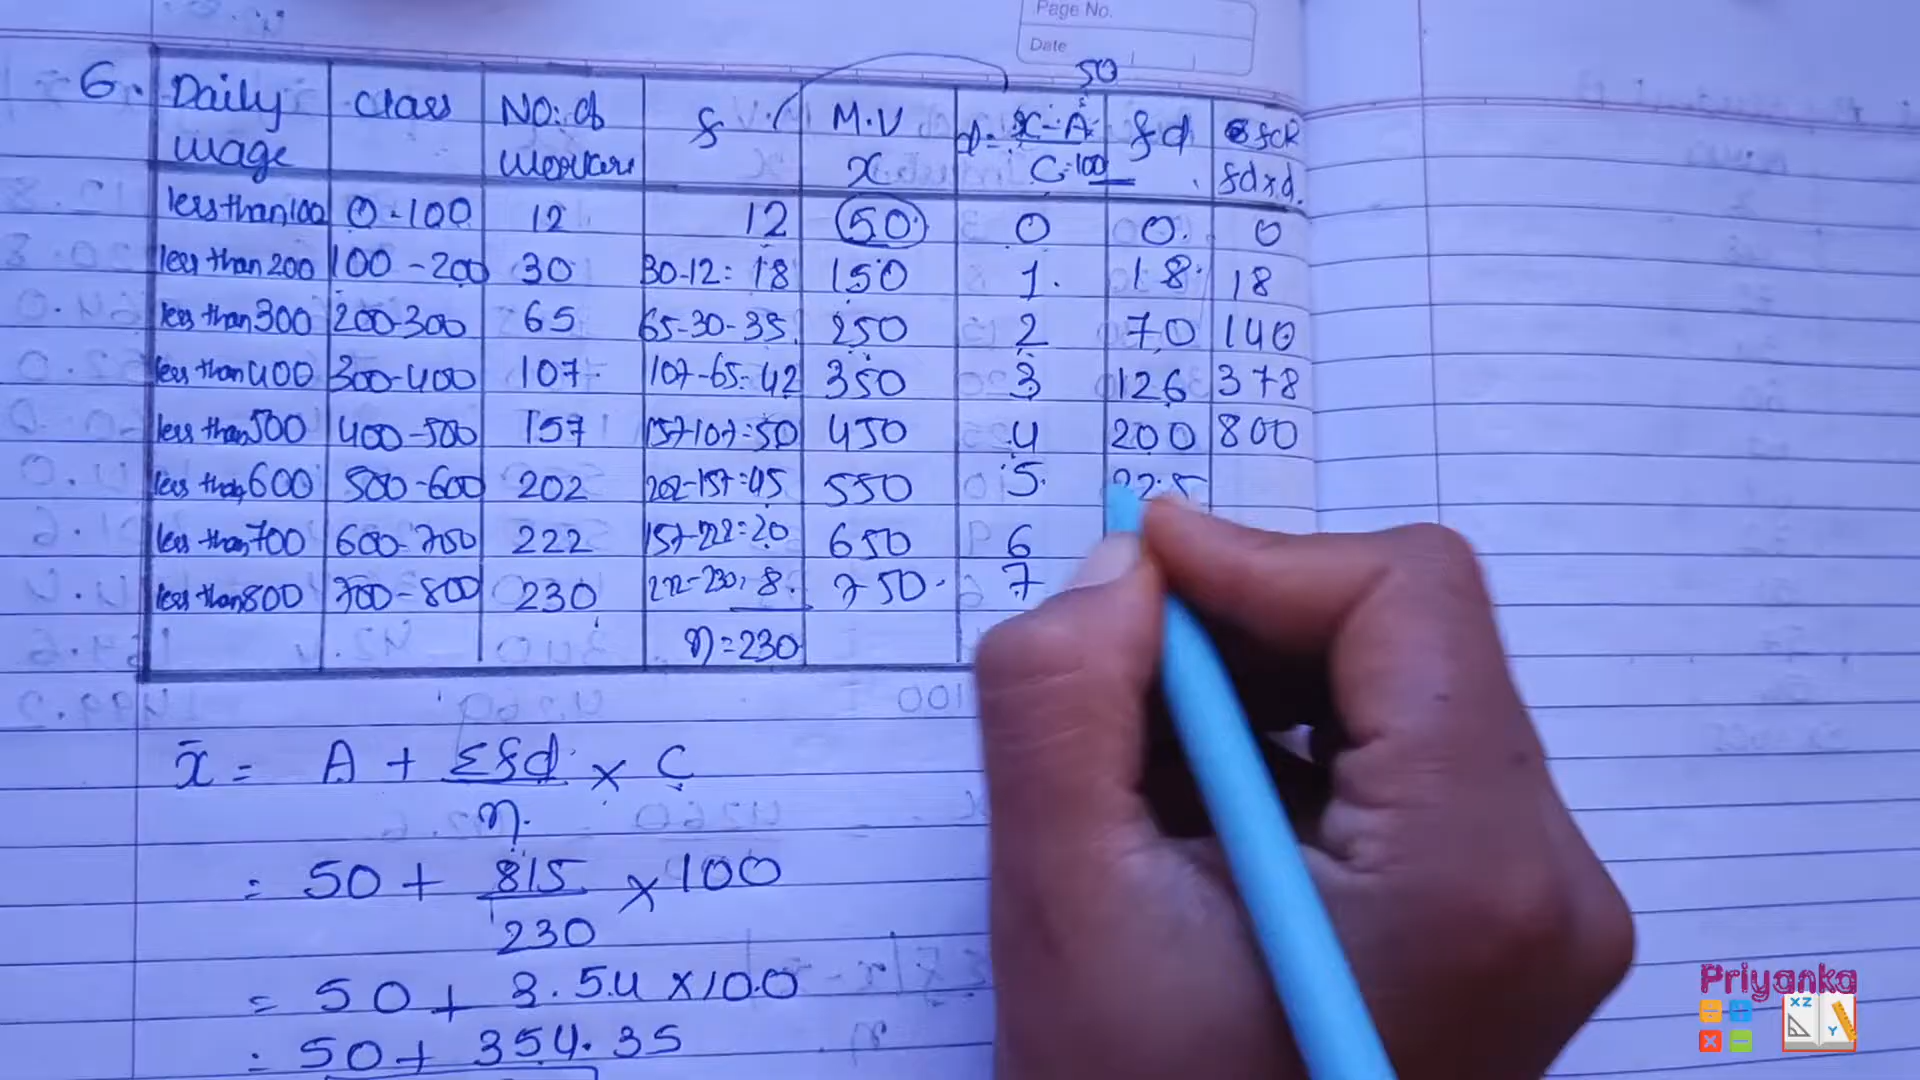 Page No.
Date
50
6. Daily wage Class No: of workers f M.V x d= x-A / C=100 fd fd² fdxd.
less than 100 0-100 12 12 50 0 0 0
less than 200 100-200 30 30-12= 18 150 1 18 18
less than 300 200-300 65 65-30-35 250 2 70 140
less than 400 300-400 107 107-65= 42 350 3 126 378
less than 500 400-500 157 157-107=50 450 4 200 800
less than 600 500-600 202 202-157=45 550 5 225
less than 700 600-700 222 157-222=20 650 6
less than 800 700-800 230 222-230= 8 750 7
n=230
x̄ = A + Σfd / n × C
= 50 + 815 / 230 × 100
= 50 + 3.54 × 100
= 50 + 354.35
Priyanka
XZ
Y